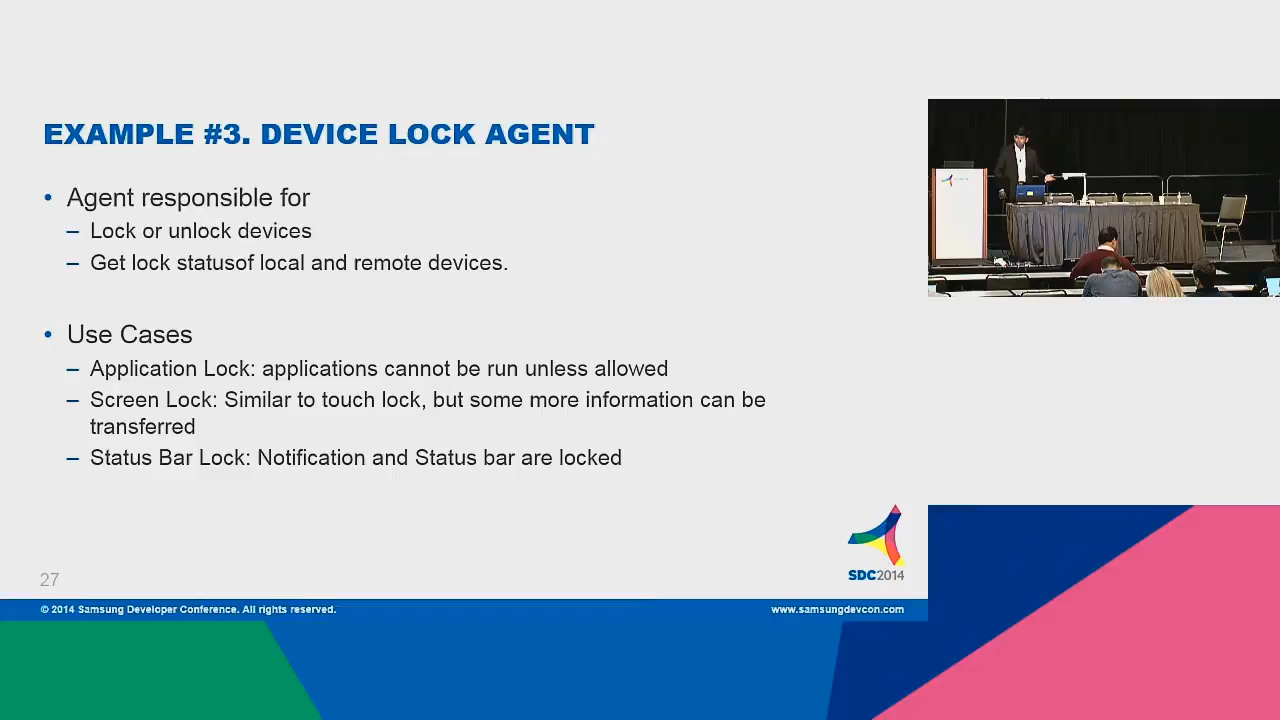 EXAMPLE #3. DEVICE LOCK AGENT
• Agent responsible for
– Lock or unlock devices
– Get lock statusof local and remote devices.
• Use Cases
– Application Lock: applications cannot be run unless allowed
– Screen Lock: Similar to touch lock, but some more information can be
transferred
– Status Bar Lock: Notification and Status bar are locked
SDC2014
27
© 2014 Samsung Developer Conference. All rights reserved.
www.samsungdevcon.com